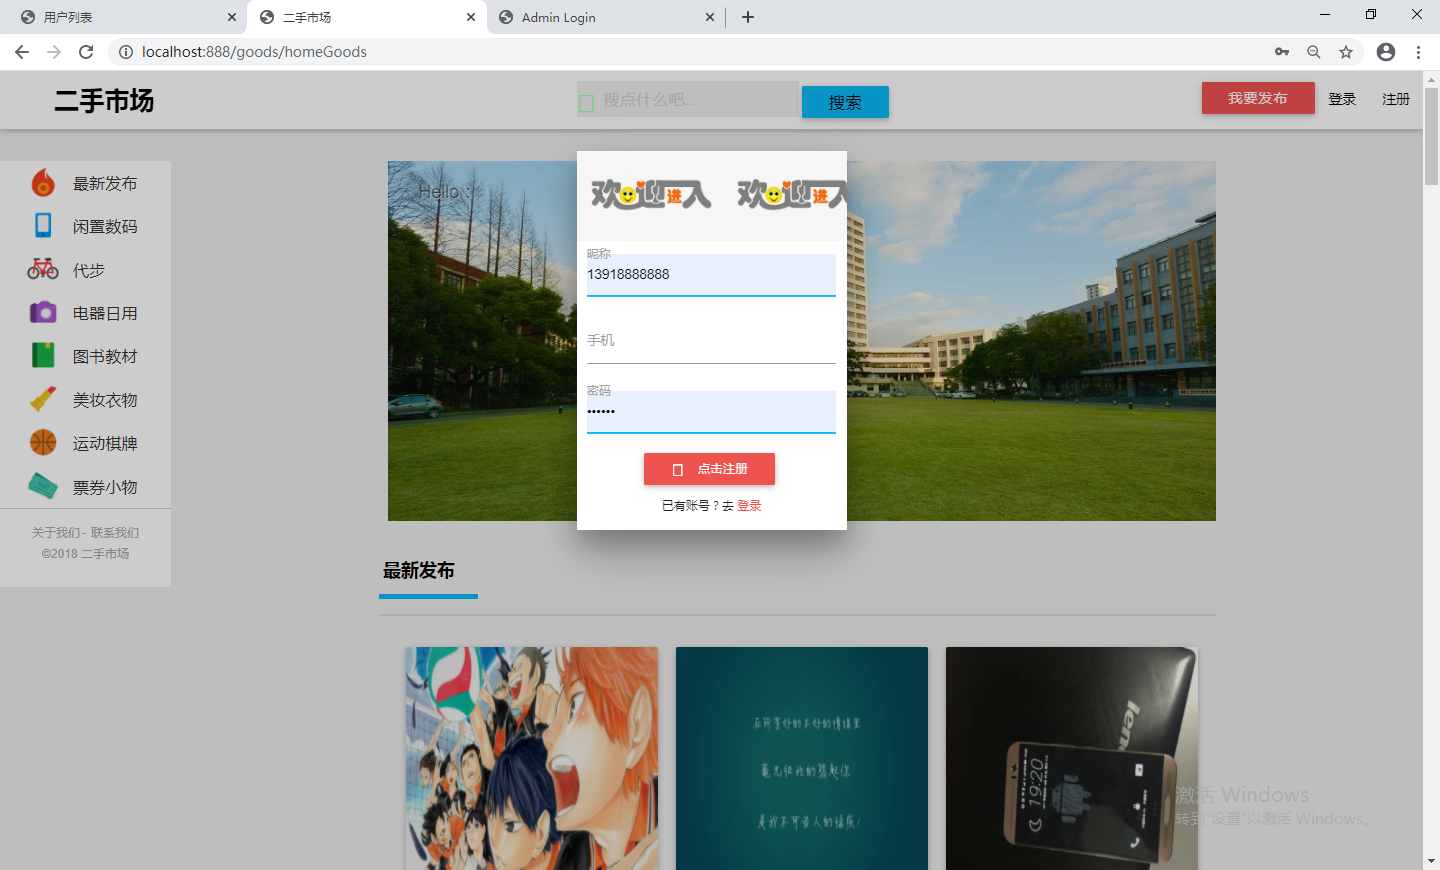 用户列表
二手市场
Admin Login
localhost:888/goods/homeGoods
二手市场
搜点什么吧...
搜索
我要发布
登录
注册
最新发布
闲置数码
代步
电器日用
图书教材
美妆衣物
运动棋牌
票券小物
关于我们 - 联系我们
©2018 二手市场
Hello
欢迎进入
欢迎进入
昵称
13918888888
手机
密码
••••••
点击注册
已有账号？去 登录
最新发布
lenovo
19:20
激活 Windows
转到“设置”以激活 Windows。